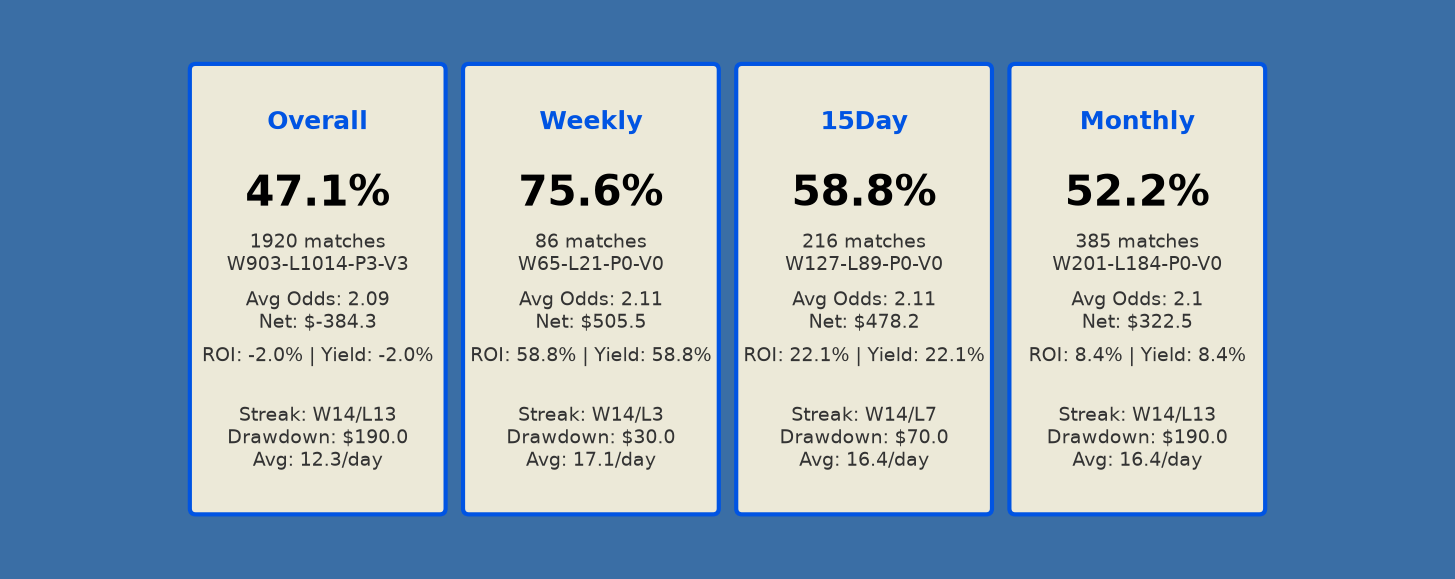 Overall
47.1%
1920 matches
W903-L1014-P3-V3
Avg Odds: 2.09
Net: $-384.3
ROI: -2.0% | Yield: -2.0%
Streak: W14/L13
Drawdown: $190.0
Avg: 12.3/day
Weekly
75.6%
86 matches
W65-L21-P0-V0
Avg Odds: 2.11
Net: $505.5
ROI: 58.8% | Yield: 58.8%
Streak: W14/L3
Drawdown: $30.0
Avg: 17.1/day
15Day
58.8%
216 matches
W127-L89-P0-V0
Avg Odds: 2.11
Net: $478.2
ROI: 22.1% | Yield: 22.1%
Streak: W14/L7
Drawdown: $70.0
Avg: 16.4/day
Monthly
52.2%
385 matches
W201-L184-P0-V0
Avg Odds: 2.1
Net: $322.5
ROI: 8.4% | Yield: 8.4%
Streak: W14/L13
Drawdown: $190.0
Avg: 16.4/day